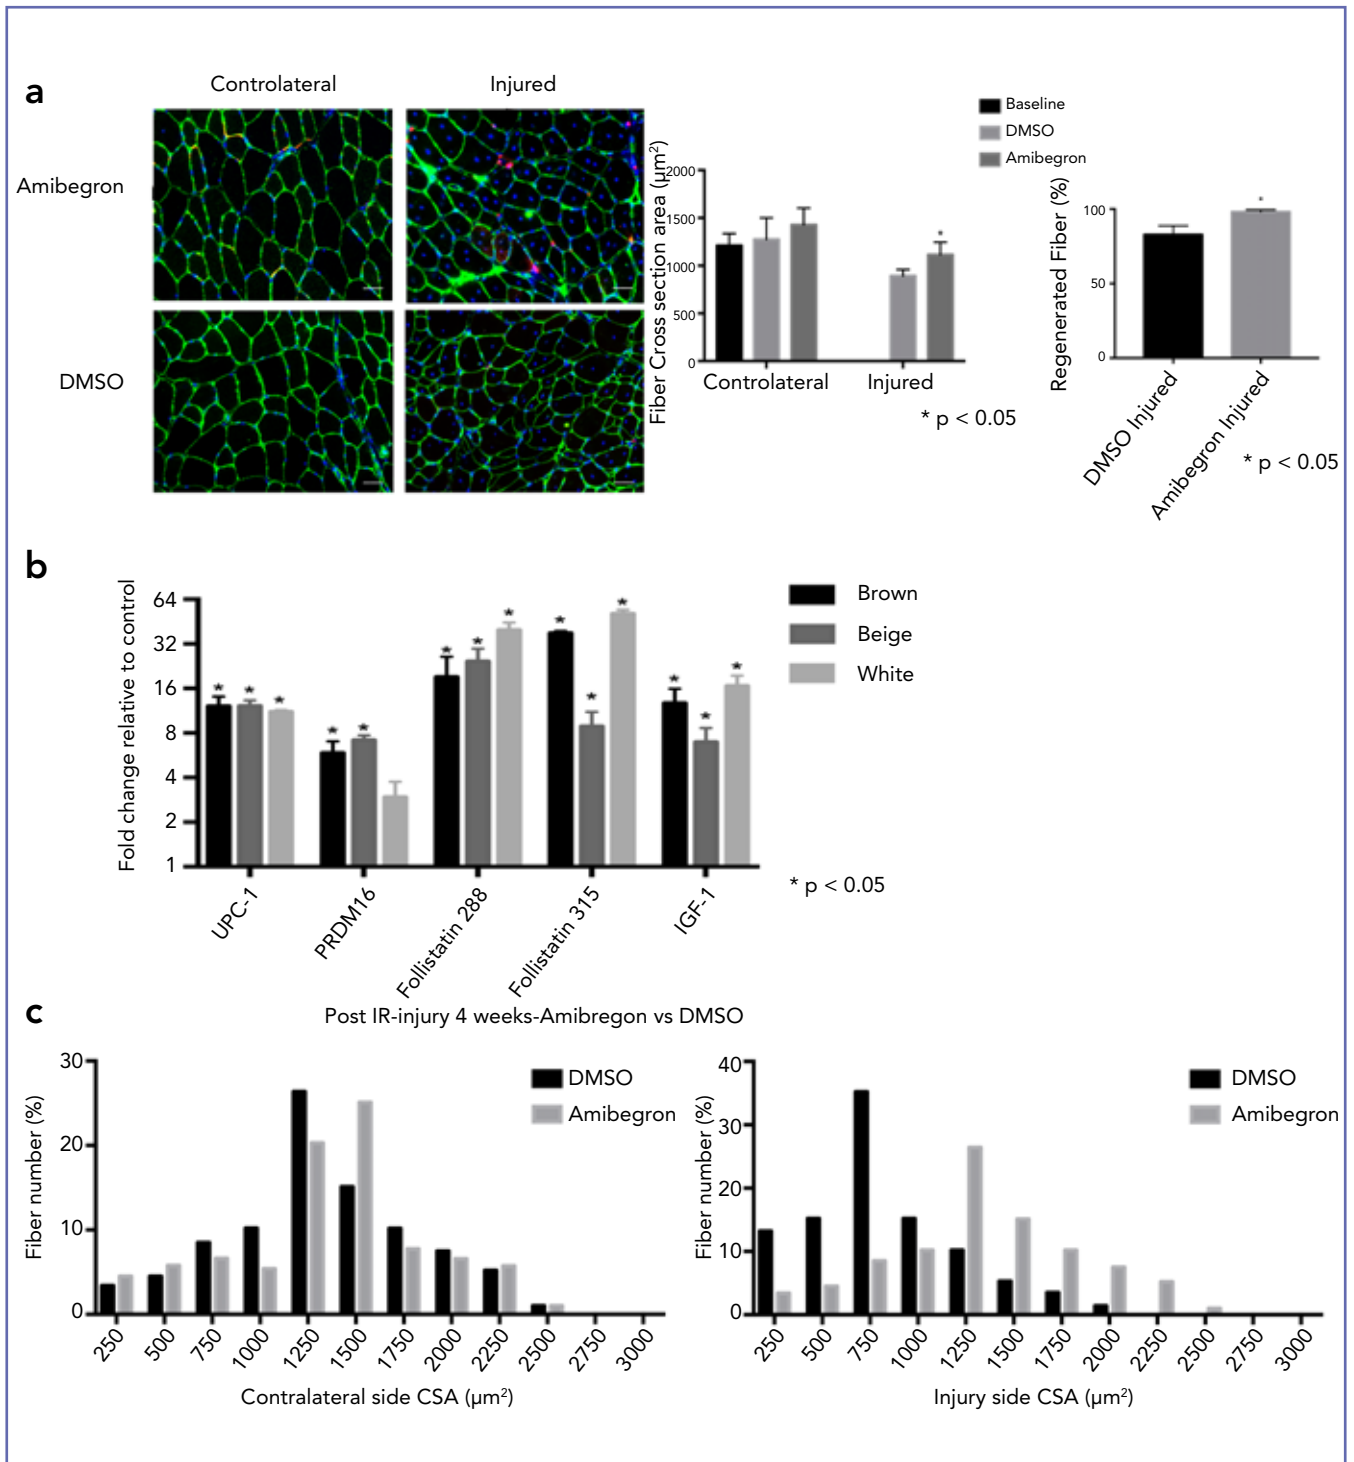 a
Controlateral
Injured
Amibegron
DMSO
Fiber Cross section area (µm²)
2000
1500
1000
500
0
Controlateral
Injured
*
* p < 0.05
Baseline
DMSO
Amibegron
Regenerated Fiber (%)
100
50
0
*
DMSO Injured
Amibegron Injured
* p < 0.05
b
Fold change relative to control
64
32
16
8
4
2
1
* * *
* *
* * *
* * *
* * *
UPC-1
PRDM16
Follistatin 288
Follistatin 315
IGF-1
Brown
Beige
White
* p < 0.05
c
Post IR-injury 4 weeks-Amibregon vs DMSO
Fiber number (%)
30
20
10
0
DMSO
Amibegron
250 500 750 1000 1250 1500 1750 2000 2250 2500 2750 3000
Contralateral side CSA (µm²)
Fiber number (%)
40
30
20
10
0
DMSO
Amibegron
250 500 750 1000 1250 1500 1750 2000 2250 2500 2750 3000
Injury side CSA (µm²)